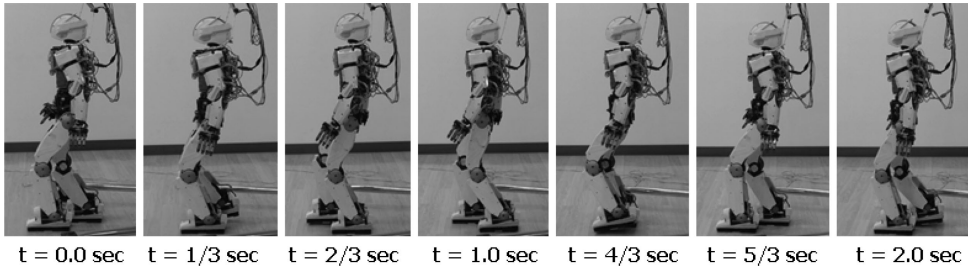 t = 0.0 sec t = 1/3 sec t = 2/3 sec t = 1.0 sec t = 4/3 sec t = 5/3 sec t = 2.0 sec